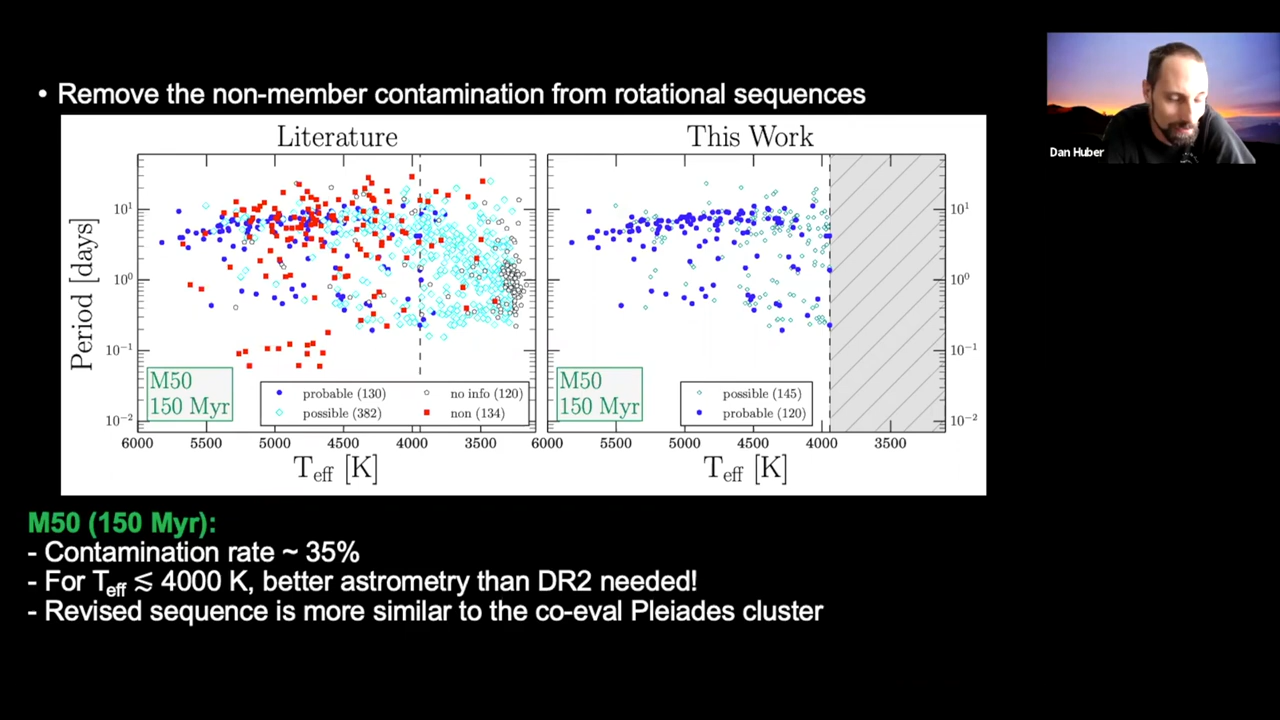 • Remove the non-member contamination from rotational sequences
Dan Huber
Literature
This Work
Period [days]
10¹
10⁰
10⁻¹
10⁻²
M50
150 Myr
probable (130)
possible (382)
no info (120)
non (134)
6000 5500 5000 4500 4000 3500
T_eff [K]
M50
150 Myr
possible (145)
probable (120)
10¹
10⁰
10⁻¹
10⁻²
6000 5500 5000 4500 4000 3500
T_eff [K]
M50 (150 Myr):
- Contamination rate ~ 35%
- For T_eff ≲ 4000 K, better astrometry than DR2 needed!
- Revised sequence is more similar to the co-eval Pleiades cluster